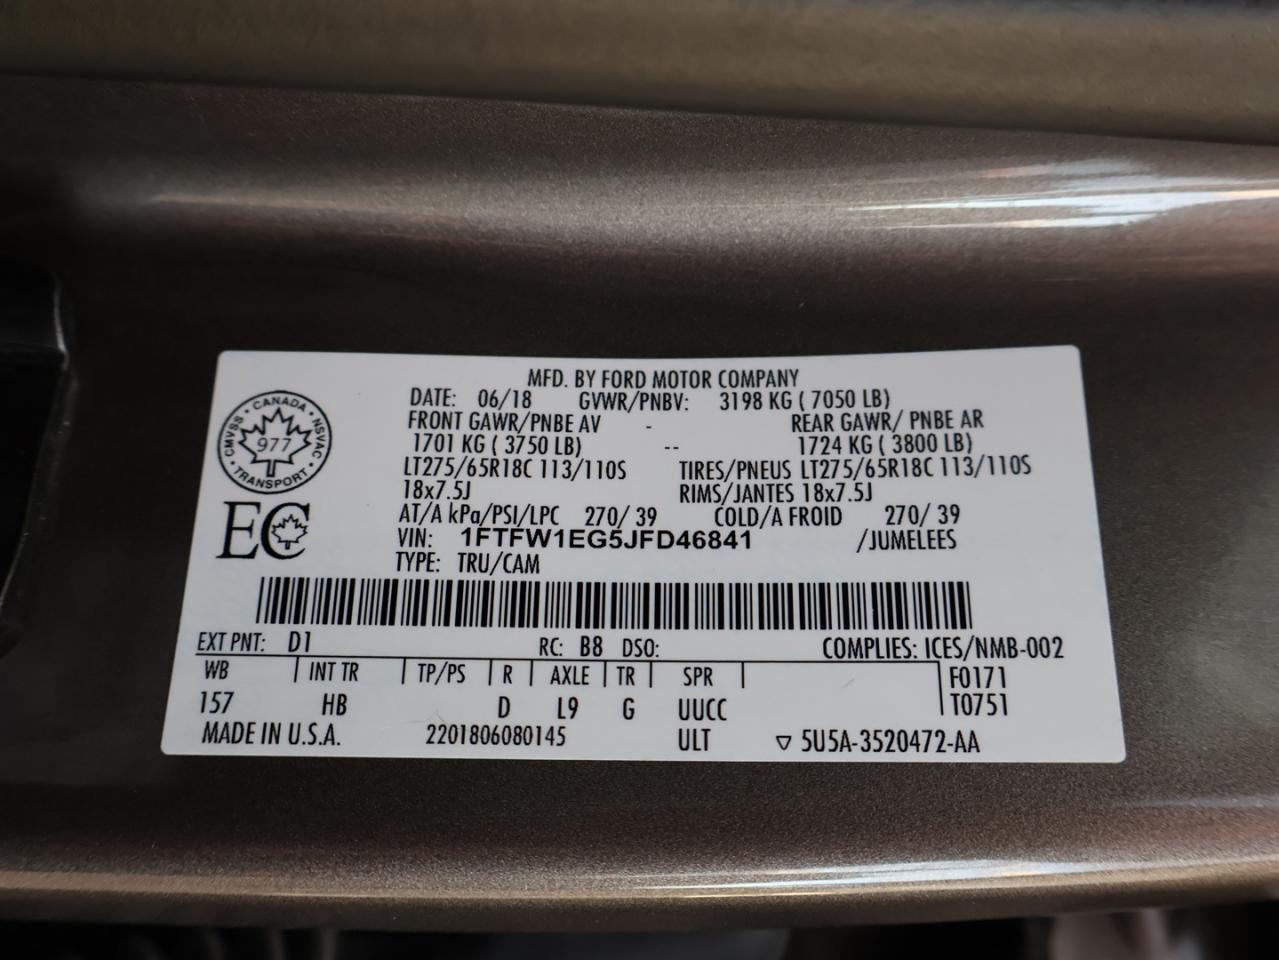 MFD. BY FORD MOTOR COMPANY
DATE: 06/18 GVWR/PNBV: 3198 KG ( 7050 LB)
FRONT GAWR/PNBE AV - REAR GAWR/ PNBE AR
1701 KG ( 3750 LB) -- 1724 KG ( 3800 LB)
LT275/65R18C 113/110S TIRES/PNEUS LT275/65R18C 113/110S
18x7.5J RIMS/JANTES 18x7.5J
AT/A kPa/PSI/LPC 270/ 39 COLD/A FROID 270/ 39
VIN: 1FTFW1EG5JFD46841 /JUMELEES
TYPE: TRU/CAM
CANADA
CMVSS • NSVAC
977
TRANSPORT
EC
EXT PNT: D1 RC: B8 DSO: COMPLIES: ICES/NMB-002
WB INT TR TP/PS R AXLE TR SPR F0171
157 HB D L9 G UUCC T0751
MADE IN U.S.A. 2201806080145 ULT ▽ 5U5A-3520472-AA